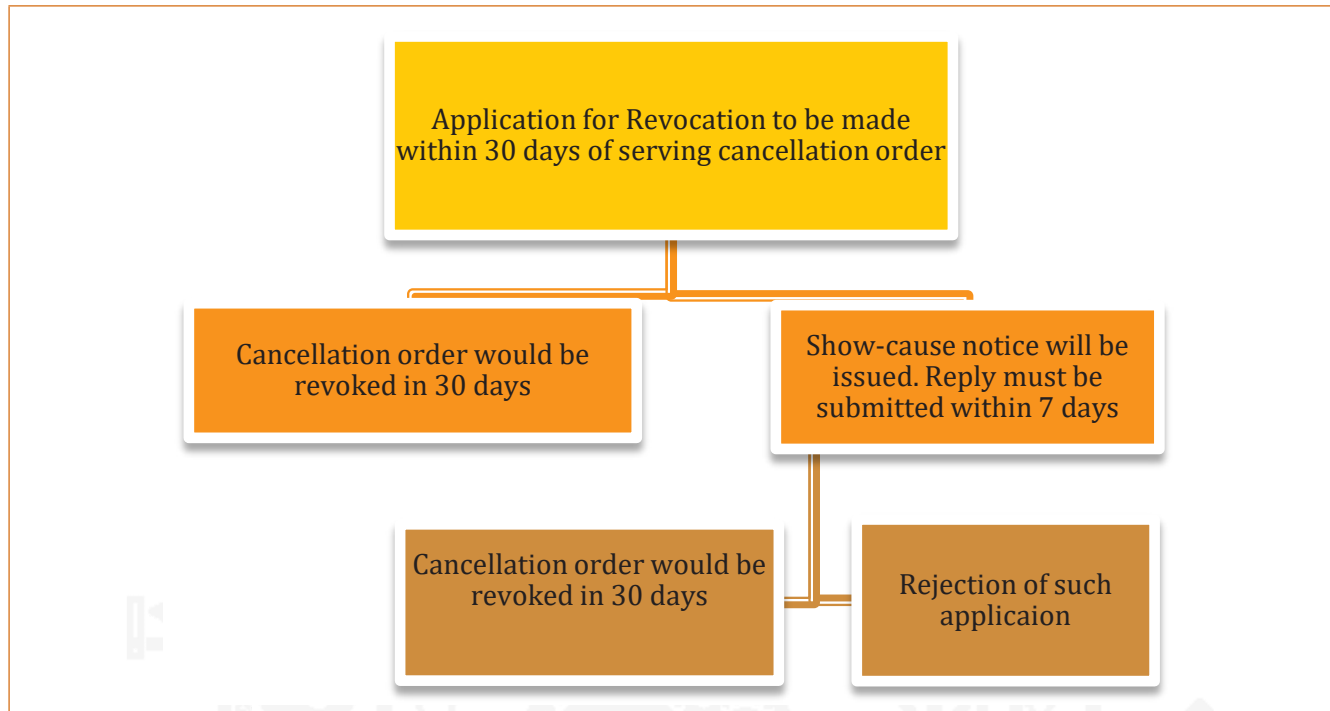 Application for Revocation to be made
within 30 days of serving cancellation order
Cancellation order would be
revoked in 30 days
Show-cause notice will be
issued. Reply must be
submitted within 7 days
Cancellation order would be
revoked in 30 days
Rejection of such
applicaion